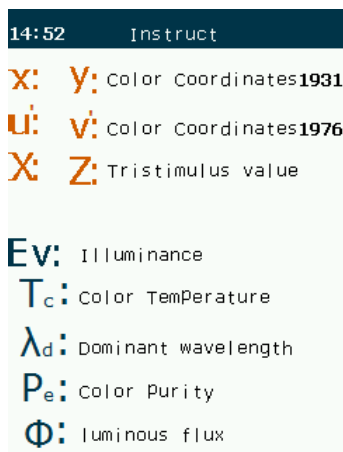 14:52 Instruct
x: y: Color Coordinates1931
u': v': Color Coordinates1976
X: Z: Tristimulus value
Ev: Illuminance
Tc: Color TemPerature
λd: Dominant wavelength
Pe: Color Purity
Φ: luminous flux